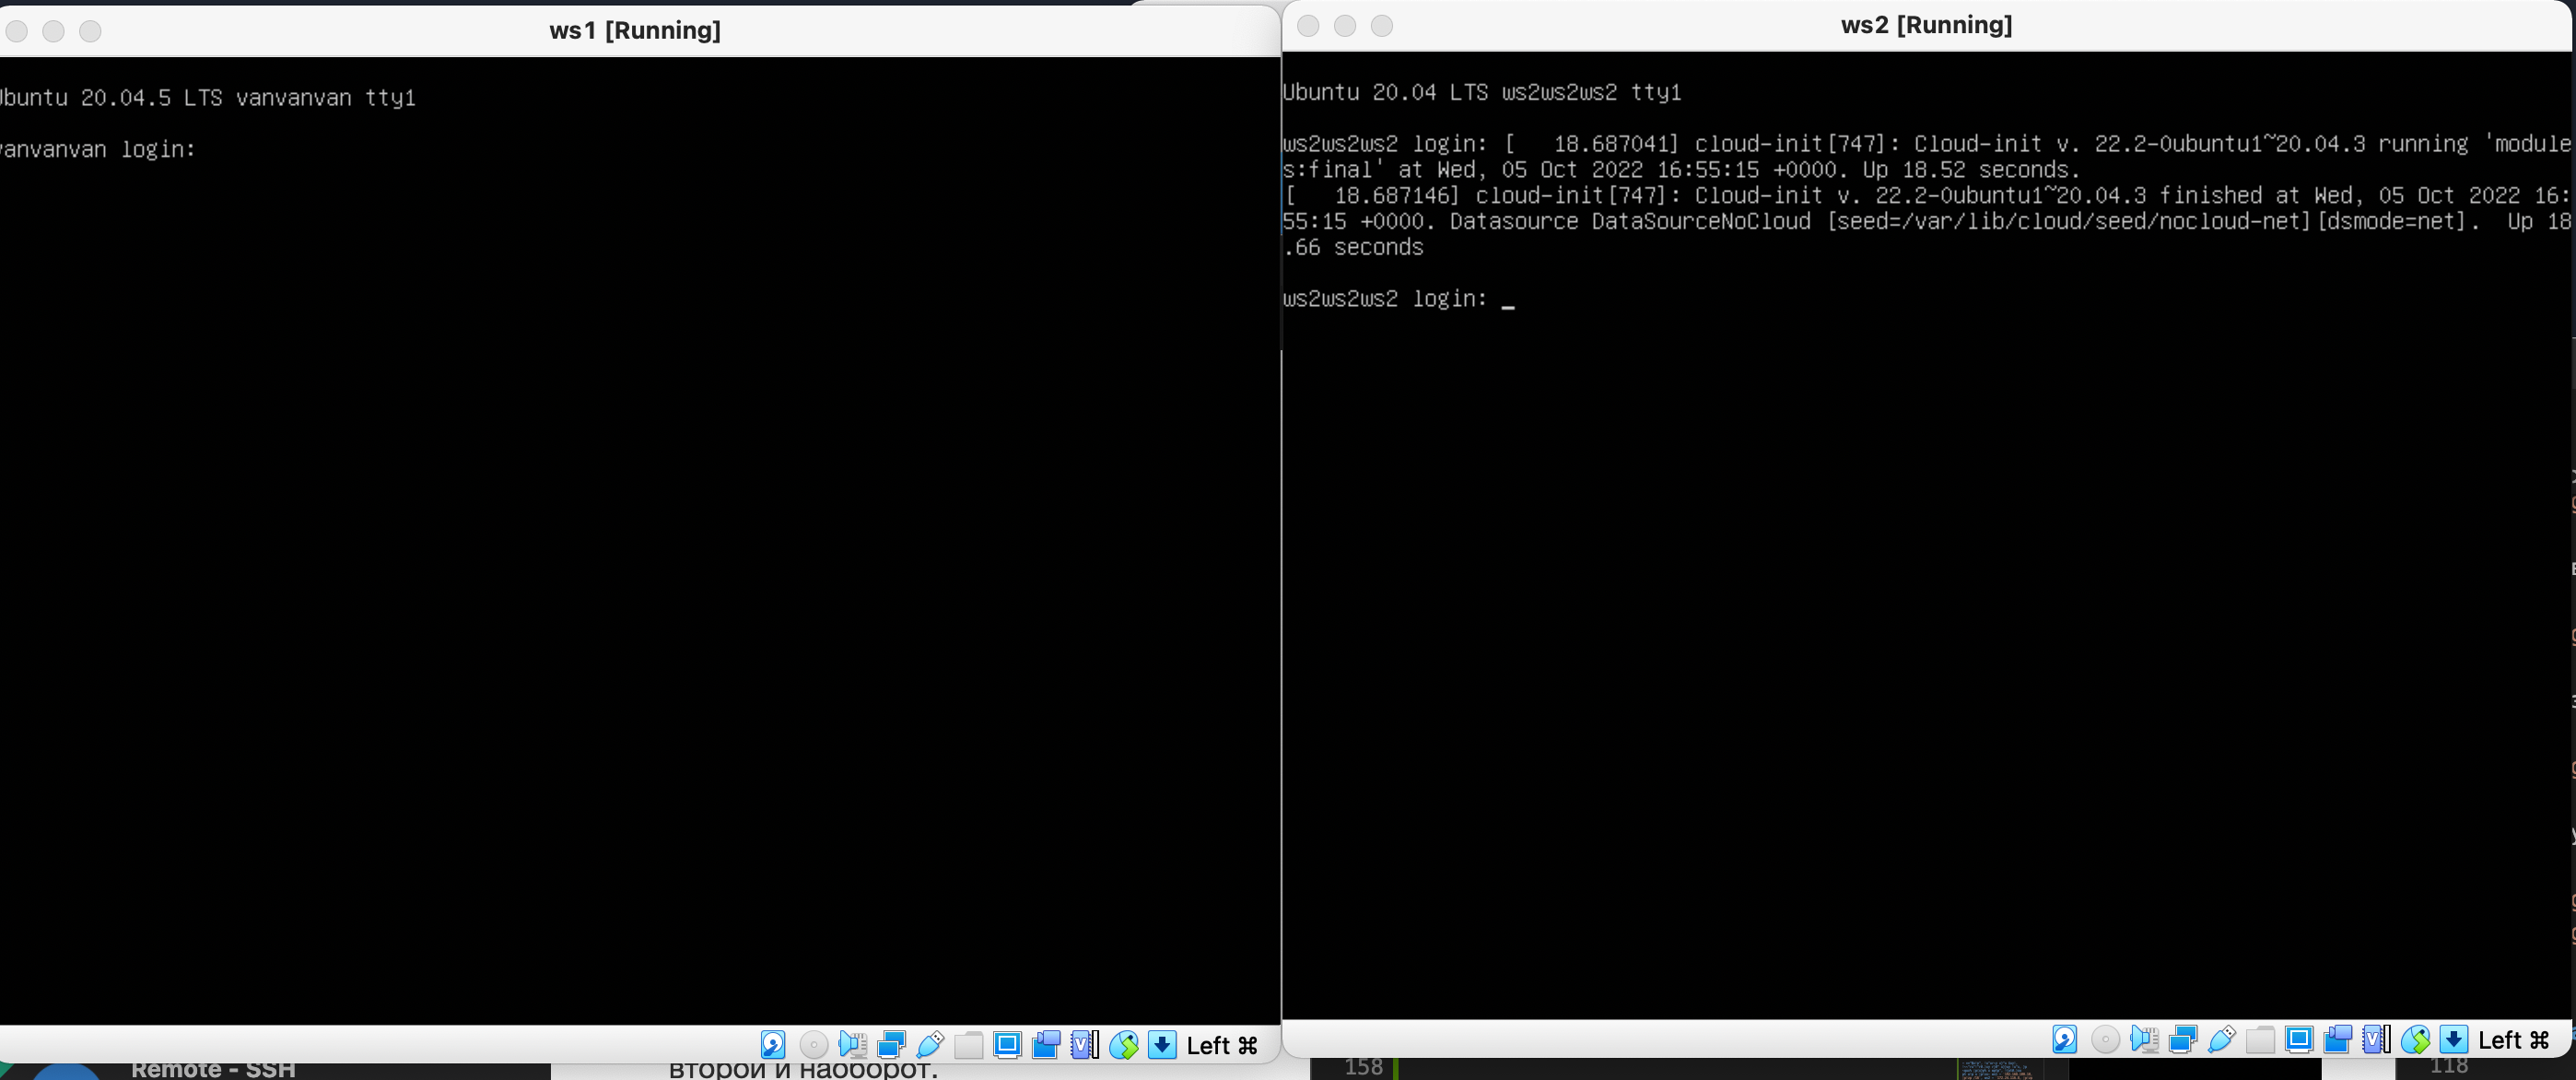 ws1 [Running]
Ubuntu 20.04.5 LTS vanvanvan tty1
vanvanvan login:
Left ⌘
ws2 [Running]
Ubuntu 20.04 LTS ws2ws2ws2 tty1
ws2ws2ws2 login: [   18.687041] cloud-init[747]: Cloud-init v. 22.2-0ubuntu1~20.04.3 running 'module
s:final' at Wed, 05 Oct 2022 16:55:15 +0000. Up 18.52 seconds.
[   18.687146] cloud-init[747]: Cloud-init v. 22.2-0ubuntu1~20.04.3 finished at Wed, 05 Oct 2022 16:
55:15 +0000. Datasource DataSourceNoCloud [seed=/var/lib/cloud/seed/nocloud-net][dsmode=net].  Up 18
.66 seconds
ws2ws2ws2 login: _
Left ⌘
Remote - SSH
второй и наоборот.
158
118